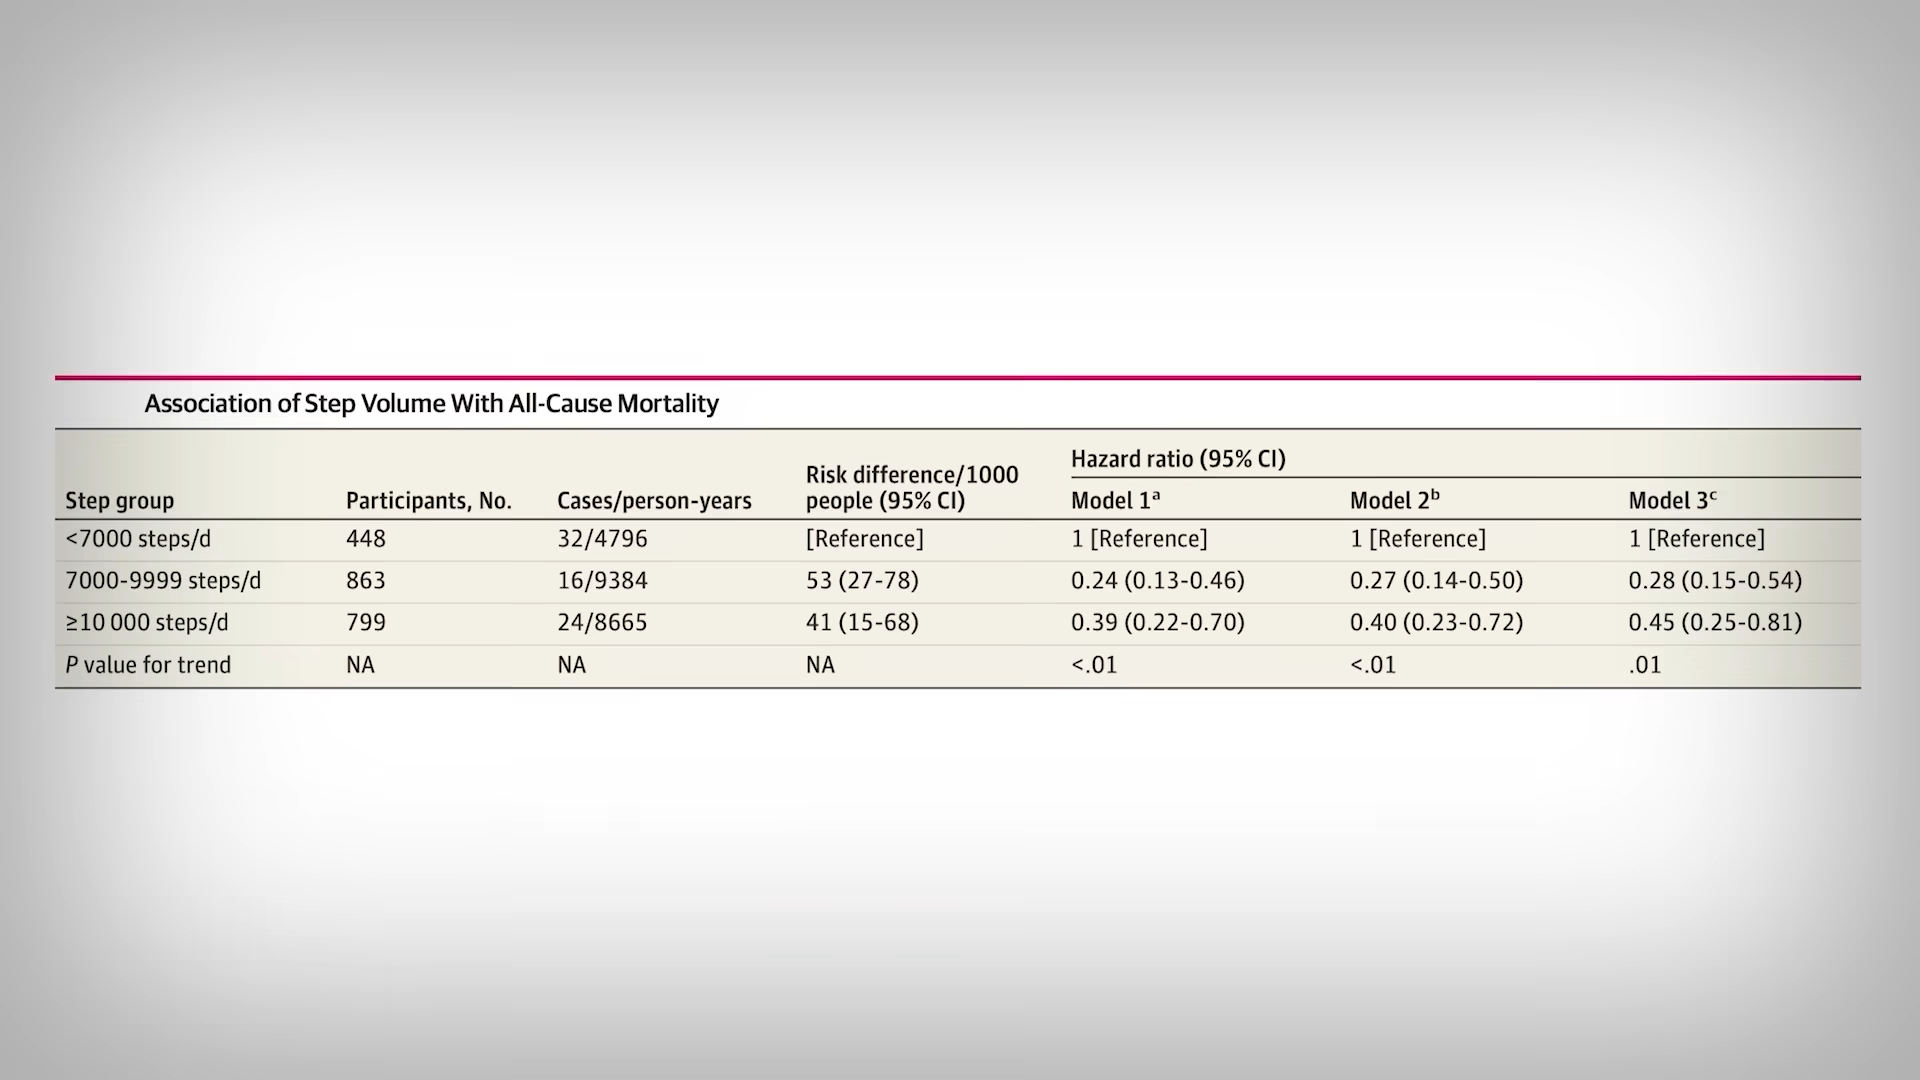 Association of Step Volume With All-Cause Mortality
Hazard ratio (95% CI)
Step group Participants, No. Cases/person-years Risk difference/1000 people (95% CI) Model 1ᵃ Model 2ᵇ Model 3ᶜ
<7000 steps/d 448 32/4796 [Reference] 1 [Reference] 1 [Reference] 1 [Reference]
7000-9999 steps/d 863 16/9384 53 (27-78) 0.24 (0.13-0.46) 0.27 (0.14-0.50) 0.28 (0.15-0.54)
≥10 000 steps/d 799 24/8665 41 (15-68) 0.39 (0.22-0.70) 0.40 (0.23-0.72) 0.45 (0.25-0.81)
P value for trend NA NA NA <.01 <.01 .01